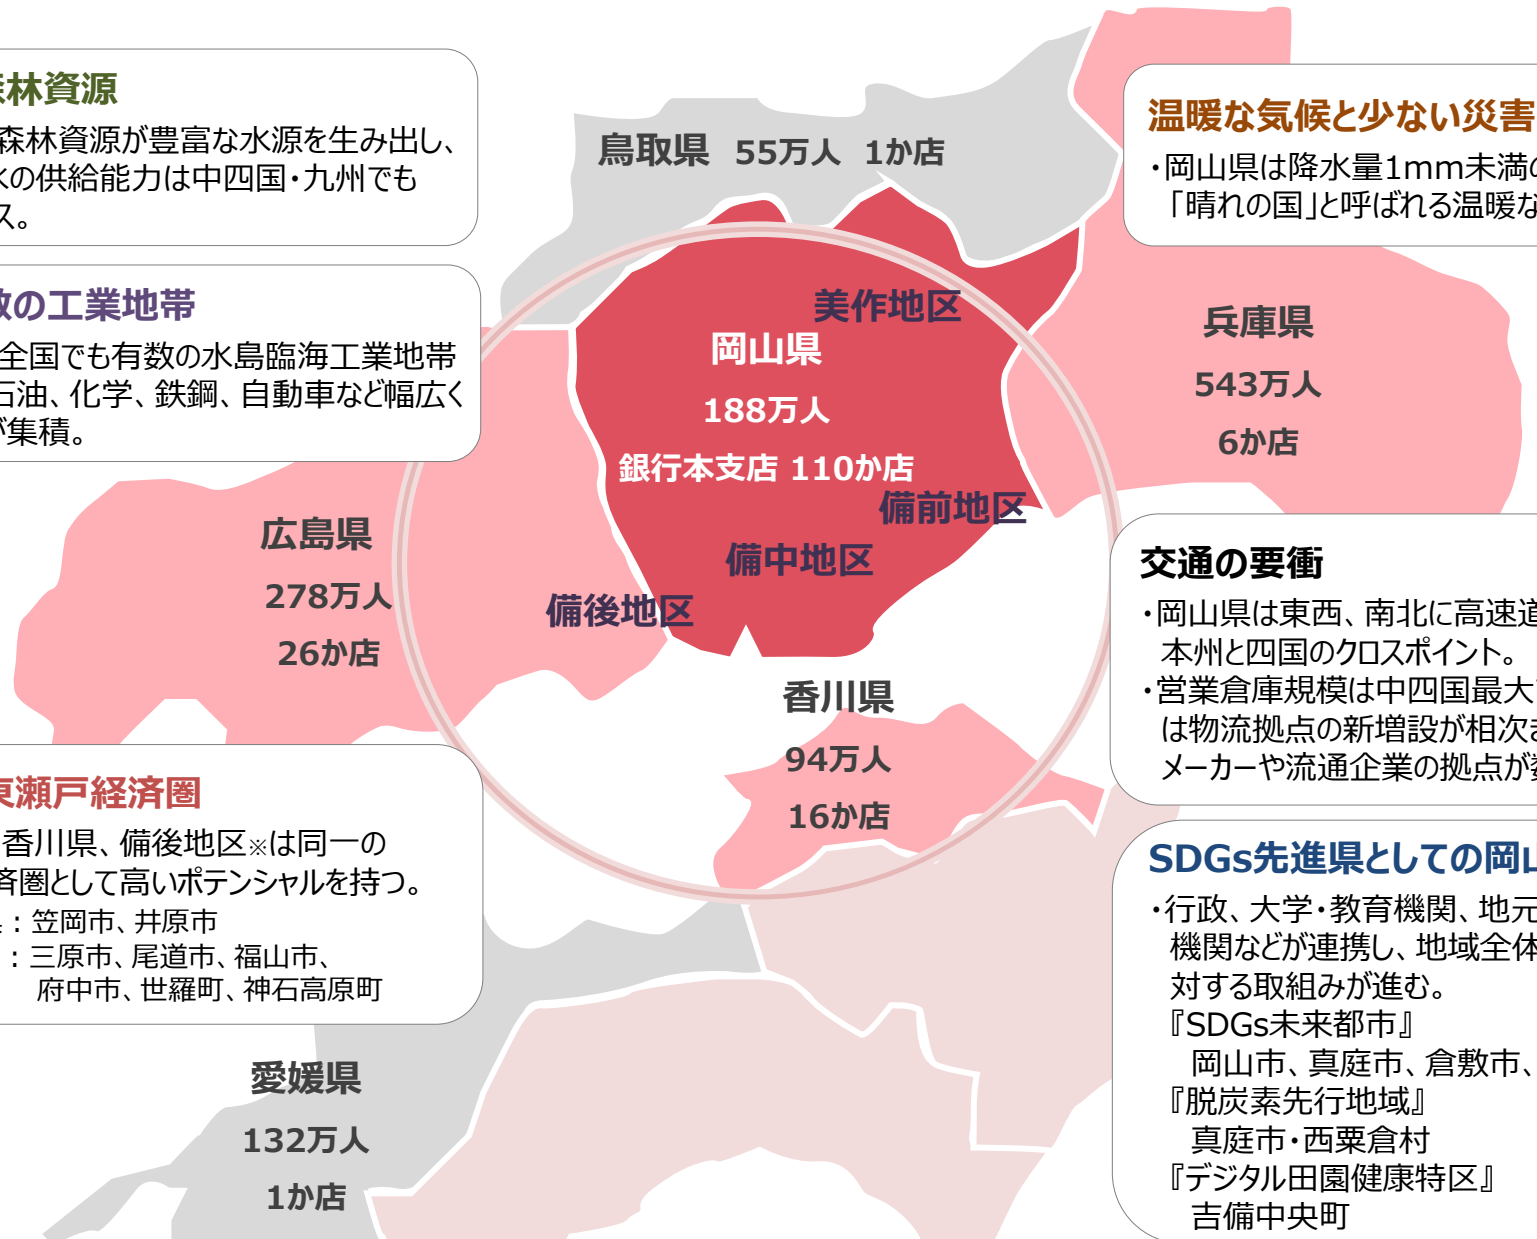 森林資源
森林資源が豊富な水源を生み出し、
水の供給能力は中四国・九州でも
ス。
数の工業地帯
全国でも有数の水島臨海工業地帯
石油、化学、鉄鋼、自動車など幅広く
が集積。
東瀬戸経済圏
香川県、備後地区※は同一の
済圏として高いポテンシャルを持つ。
：笠岡市、井原市
：三原市、尾道市、福山市、
府中市、世羅町、神石高原町
鳥取県 55万人 1か店
美作地区
岡山県
188万人
銀行本支店 110か店
備前地区
備中地区
備後地区
広島県
278万人
26か店
香川県
94万人
16か店
愛媛県
132万人
1か店
兵庫県
543万人
6か店
温暖な気候と少ない災害
・岡山県は降水量1mm未満の
「晴れの国」と呼ばれる温暖な
交通の要衝
・岡山県は東西、南北に高速道
本州と四国のクロスポイント。
・営業倉庫規模は中四国最大
は物流拠点の新増設が相次ぎ
メーカーや流通企業の拠点が数
SDGs先進県としての岡山
・行政、大学・教育機関、地元
機関などが連携し、地域全体
対する取組みが進む。
『SDGs未来都市』
岡山市、真庭市、倉敷市、
『脱炭素先行地域』
真庭市・西粟倉村
『デジタル田園健康特区』
吉備中央町